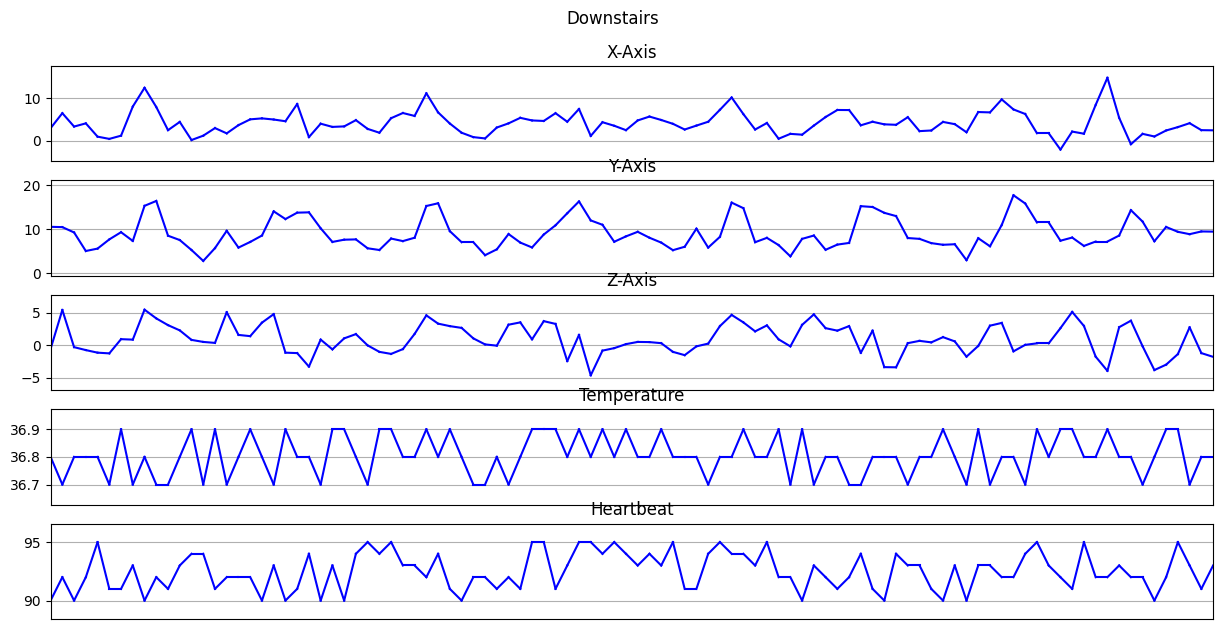 Downstairs
X-Axis
10
0
Y-Axis
20
10
0
Z-Axis
5
0
−5
Temperature
36.9
36.8
36.7
Heartbeat
95
90